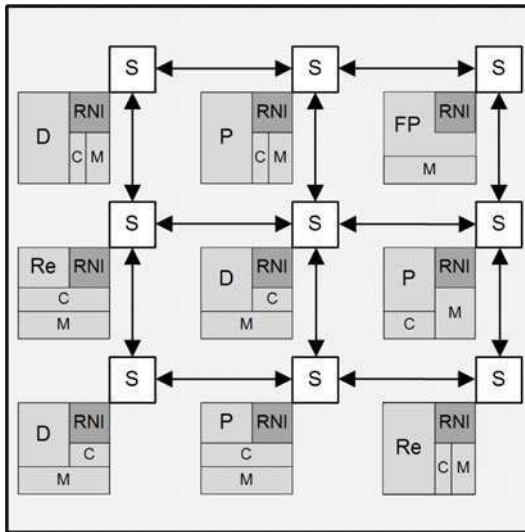 S S S
D RNI C M P RNI C M FP RNI M
S S S
Re RNI C M D RNI C M P RNI C M
S S S
D RNI C M P RNI C M Re RNI C M